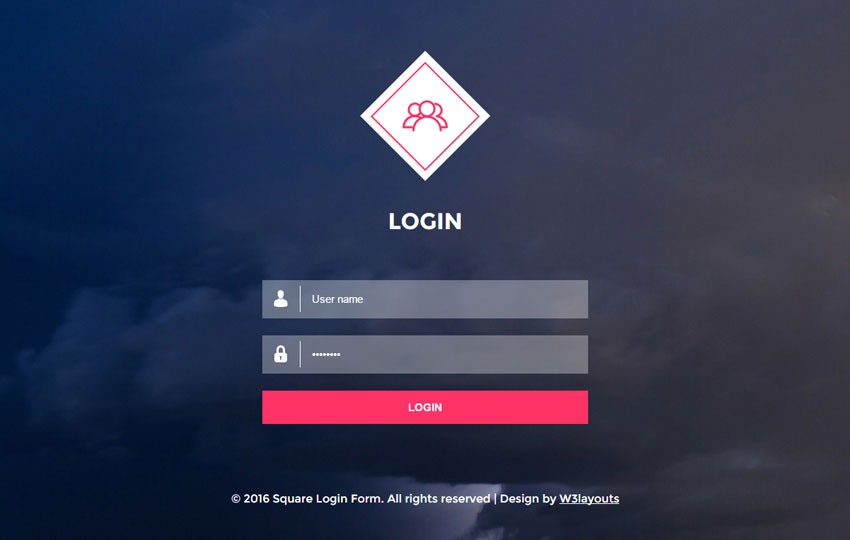 LOGIN
User name
••••••••
LOGIN
© 2016 Square Login Form. All rights reserved | Design by W3layouts